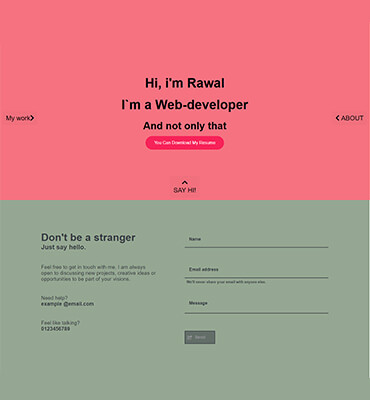 Hi, i'm Rawal
I`m a Web-developer
And not only that
My work
ABOUT
You Can Download My Resume
SAY HI!
Don't be a stranger
Just say hello.
Feel free to get in touch with me. I am always
open to discussing new projects, creative ideas or
opportunities to be part of your visions.
Need help?
example @email.com
Feel like talking?
0123456789
Name
Email address
We'll never share your email with anyone else.
Message
Send